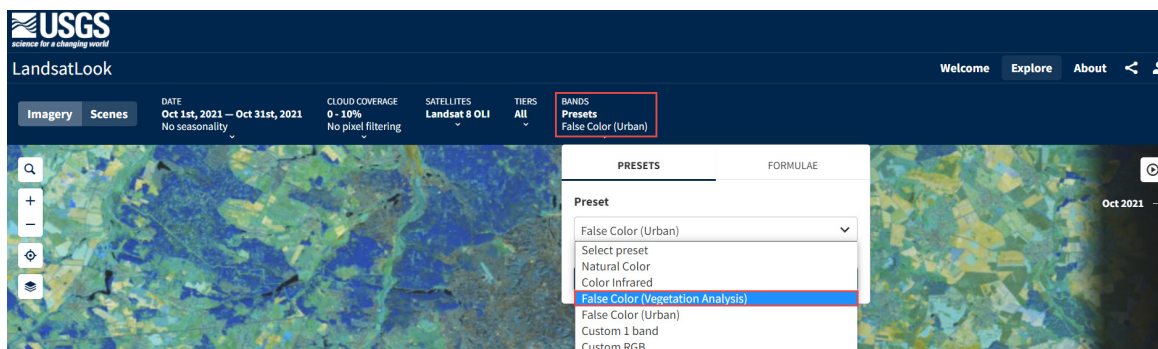 USGS
science for a changing world
LandsatLook
Welcome Explore About
Imagery Scenes
DATE
Oct 1st, 2021 — Oct 31st, 2021
No seasonality
CLOUD COVERAGE
0 - 10%
No pixel filtering
SATELLITES
Landsat 8 OLI
TIERS
All
BANDS
Presets
False Color (Urban)
PRESETS FORMULAE
Preset
False Color (Urban)
Select preset
Natural Color
Color Infrared
False Color (Vegetation Analysis)
False Color (Urban)
Custom 1 band
Custom RGB
Oct 2021